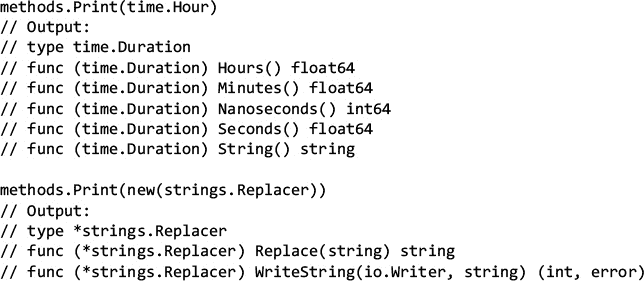 methods.Print(time.Hour)
// Output:
// type time.Duration
// func (time.Duration) Hours() float64
// func (time.Duration) Minutes() float64
// func (time.Duration) Nanoseconds() int64
// func (time.Duration) Seconds() float64
// func (time.Duration) String() string

methods.Print(new(strings.Replacer))
// Output:
// type *strings.Replacer
// func (*strings.Replacer) Replace(string) string
// func (*strings.Replacer) WriteString(io.Writer, string) (int, error)